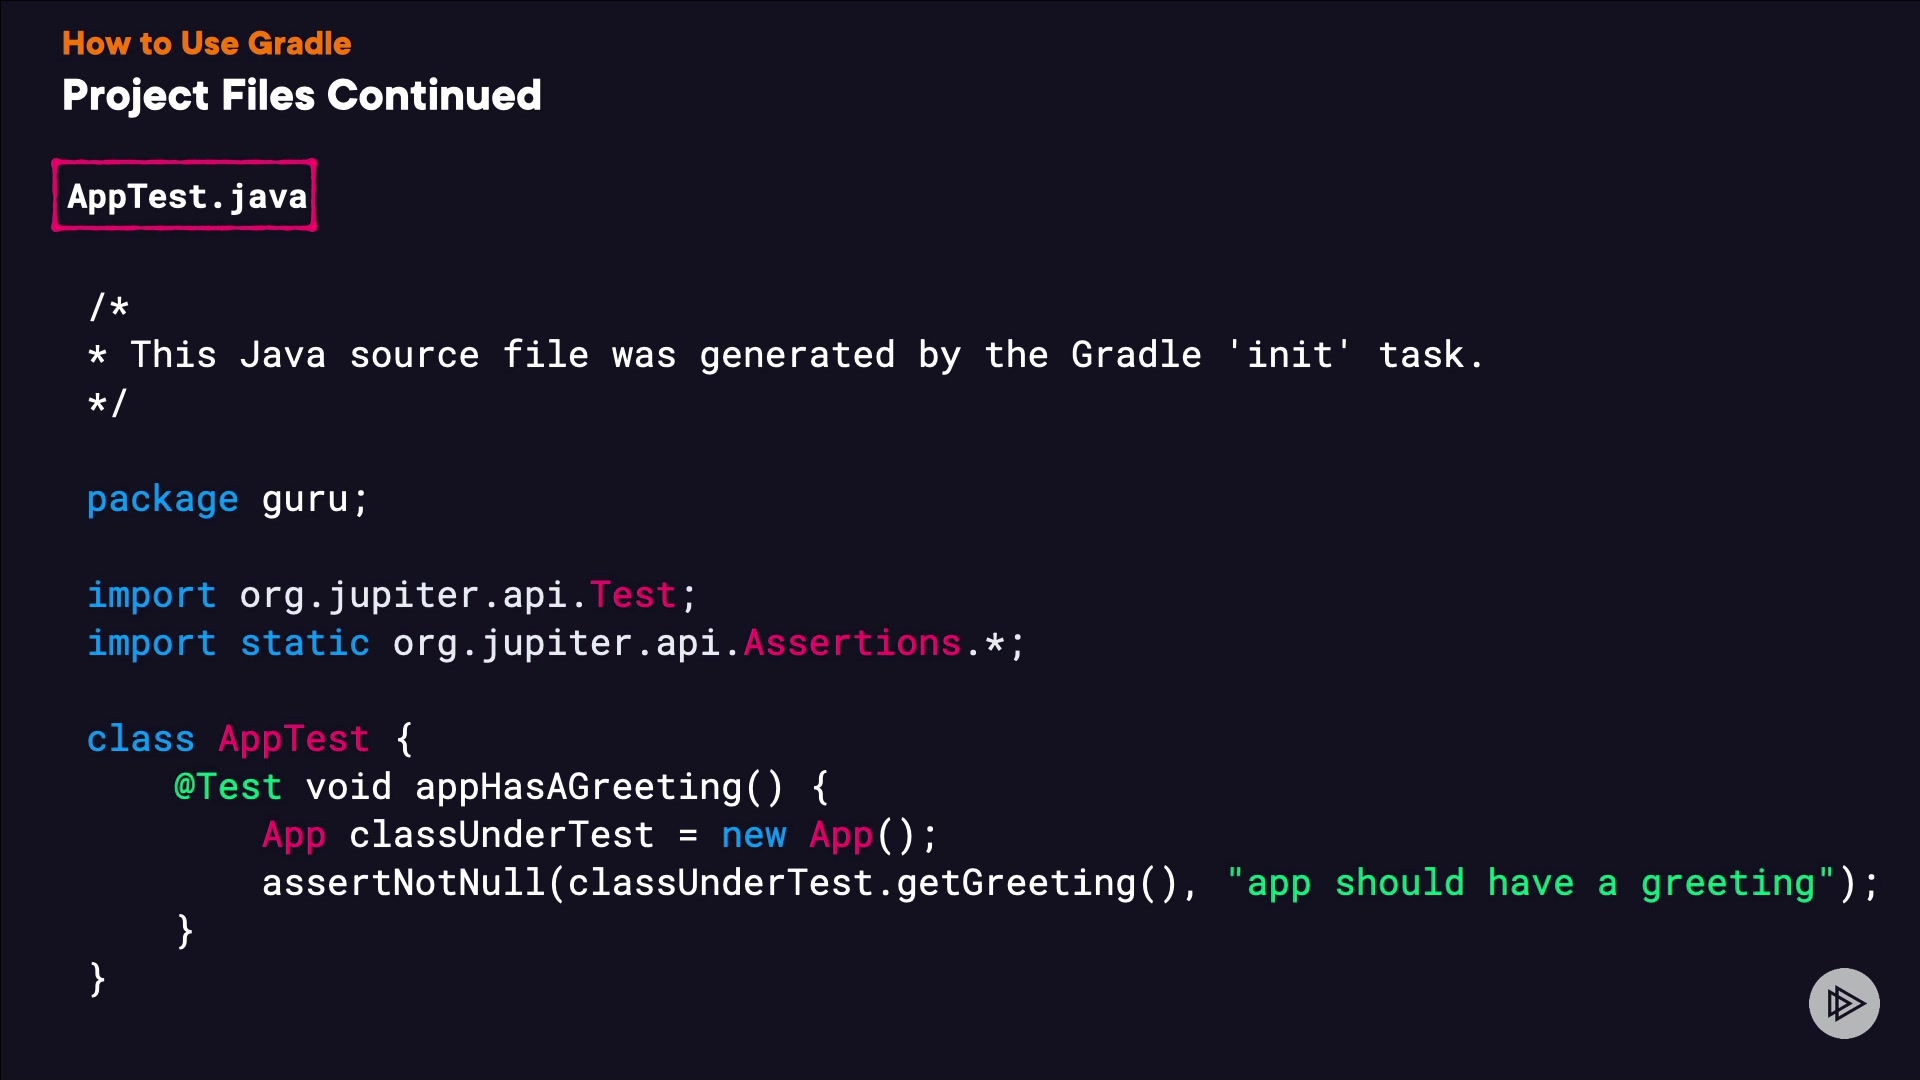 How to Use Gradle
Project Files Continued
AppTest.java
/*
* This Java source file was generated by the Gradle 'init' task.
*/
package guru;
import org.jupiter.api.Test;
import static org.jupiter.api.Assertions.*;
class AppTest {
@Test void appHasAGreeting() {
App classUnderTest = new App();
assertNotNull(classUnderTest.getGreeting(), "app should have a greeting");
}
}